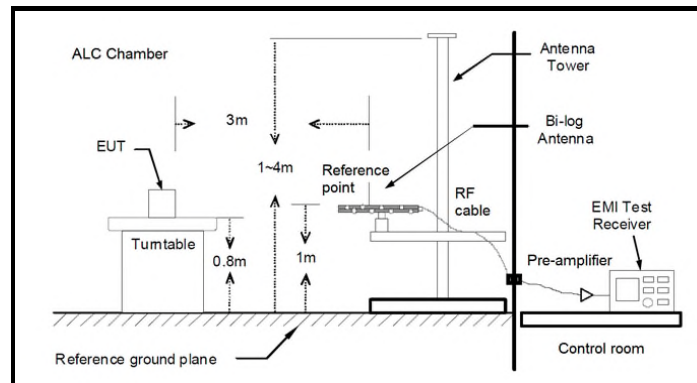 ALC Chamber
Antenna
Tower
3m
Bi-log
Antenna
EUT
1~4m
Reference
point
RF
cable
EMI Test
Receiver
Turntable
0.8m
1m
Pre-amplifier
Reference ground plane
Control room